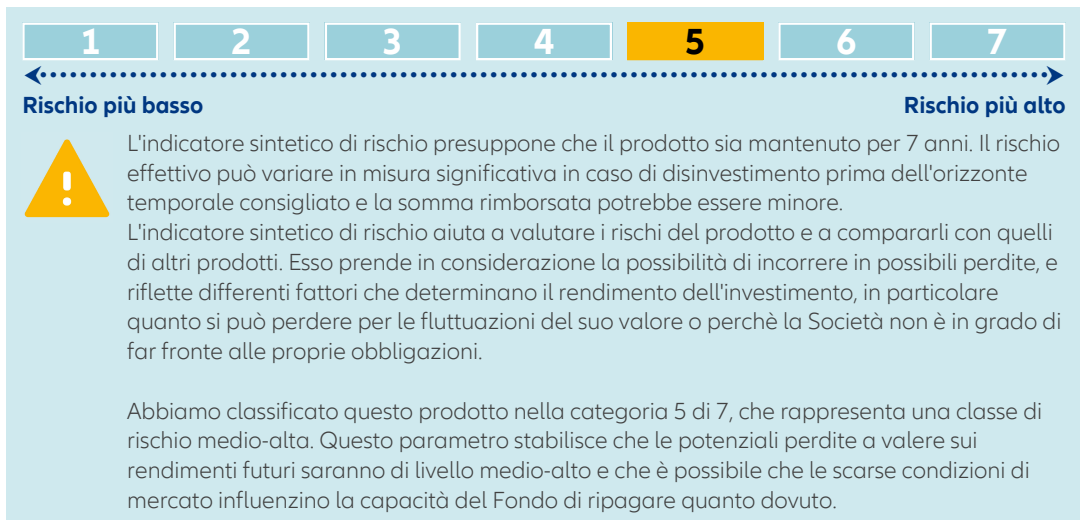 1 2 3 4 5 6 7
Rischio più basso Rischio più alto
L'indicatore sintetico di rischio presuppone che il prodotto sia mantenuto per 7 anni. Il rischio
effettivo può variare in misura significativa in caso di disinvestimento prima dell'orizzonte
temporale consigliato e la somma rimborsata potrebbe essere minore.
L'indicatore sintetico di rischio aiuta a valutare i rischi del prodotto e a compararli con quelli
di altri prodotti. Esso prende in considerazione la possibilità di incorrere in possibili perdite, e
riflette differenti fattori che determinano il rendimento dell'investimento, in particolare
quanto si può perdere per le fluttuazioni del suo valore o perchè la Società non è in grado di
far fronte alle proprie obbligazioni.
Abbiamo classificato questo prodotto nella categoria 5 di 7, che rappresenta una classe di
rischio medio-alta. Questo parametro stabilisce che le potenziali perdite a valere sui
rendimenti futuri saranno di livello medio-alto e che è possibile che le scarse condizioni di
mercato influenzino la capacità del Fondo di ripagare quanto dovuto.